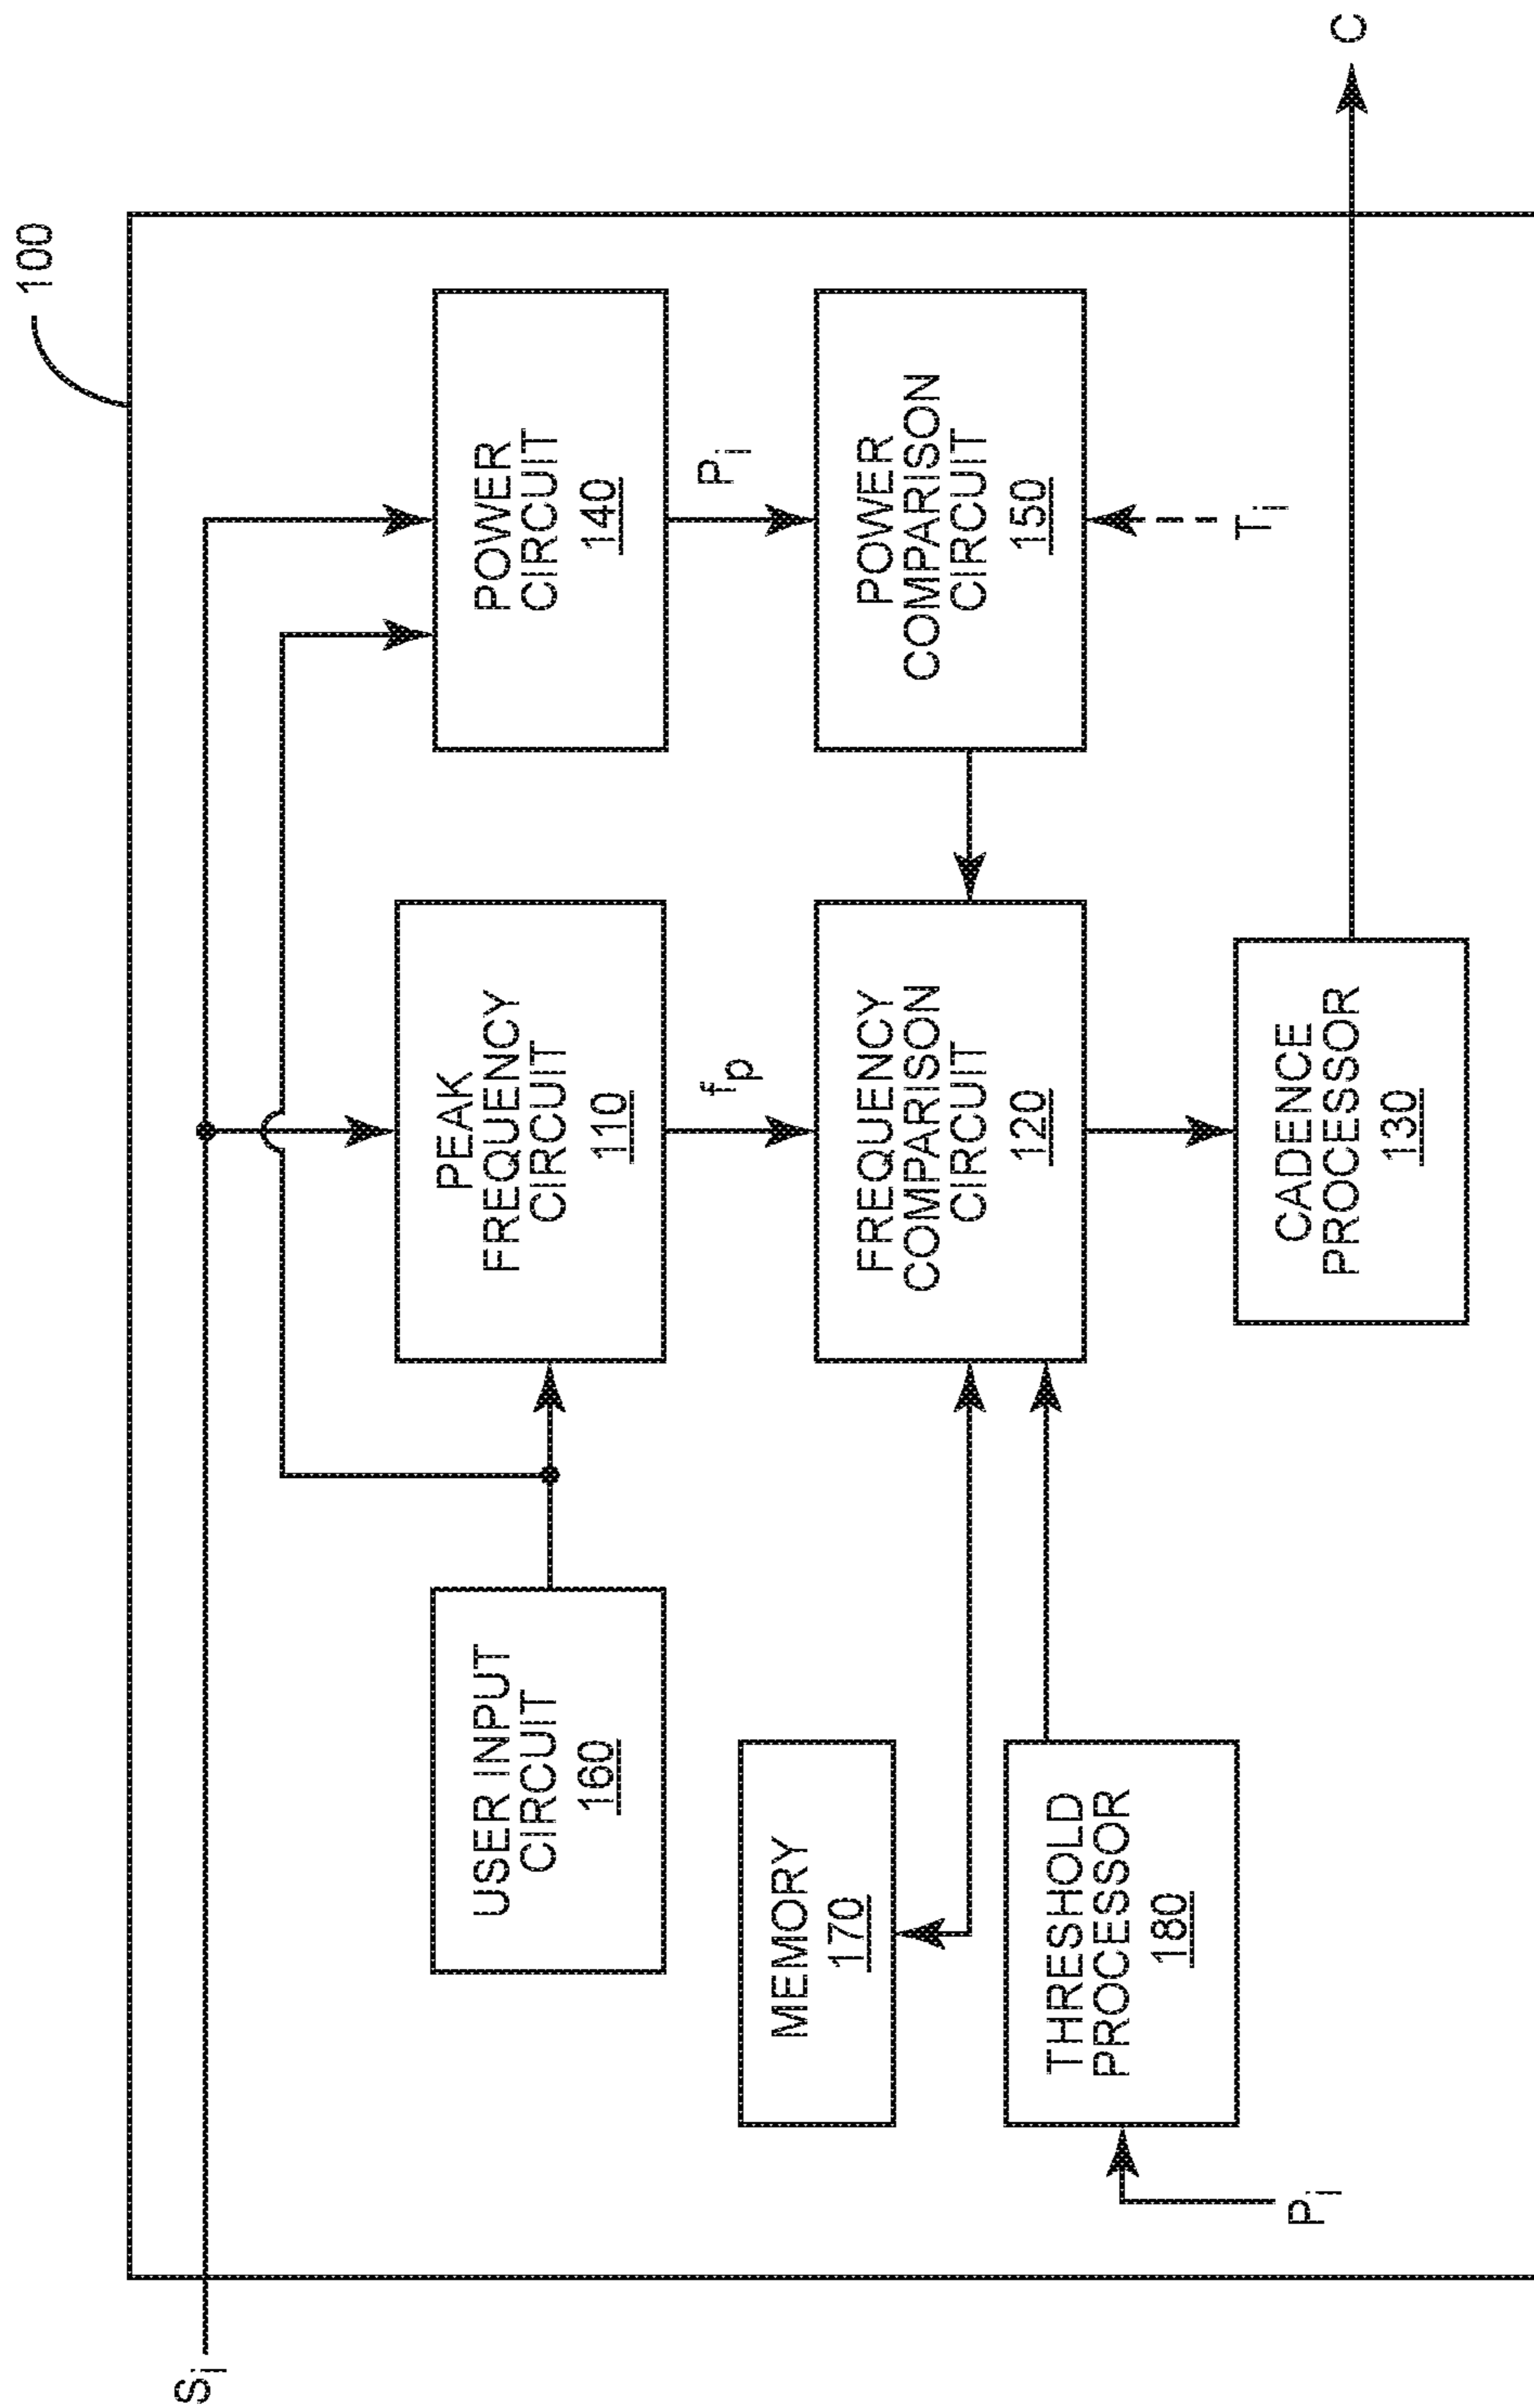 100
S_i
C
USER INPUT
CIRCUIT
160
PEAK
FREQUENCY
CIRCUIT
110
POWER
CIRCUIT
140
f_p
P_i
MEMORY
170
FREQUENCY
COMPARISON
CIRCUIT
120
POWER
COMPARISON
CIRCUIT
150
THRESHOLD
PROCESSOR
180
T_i
P_i
CADENCE
PROCESSOR
130